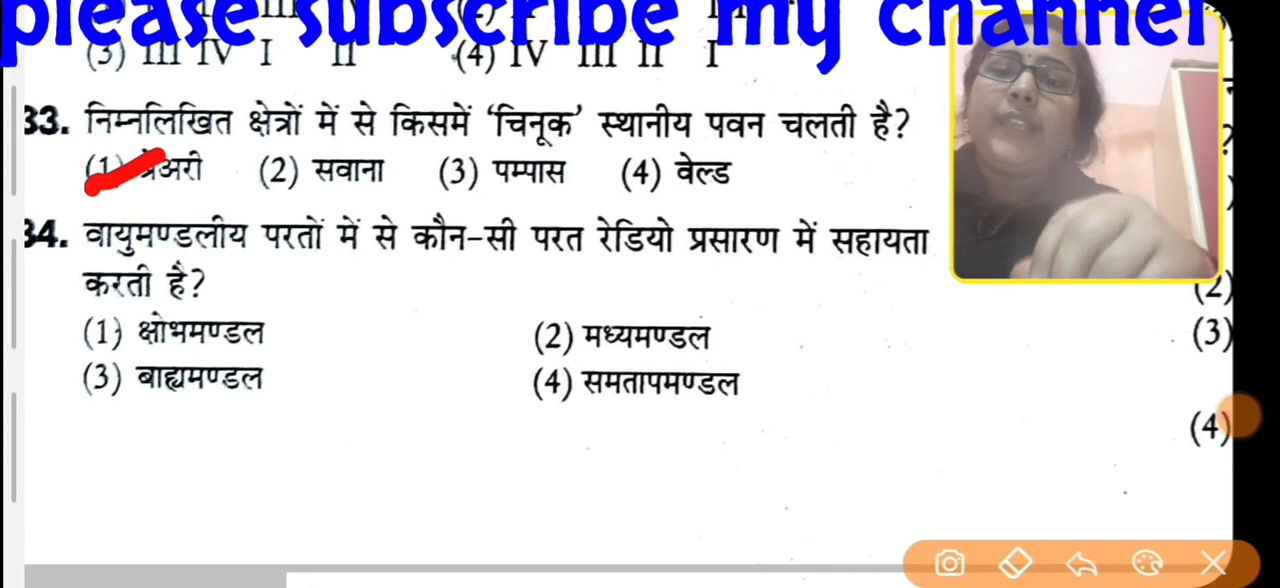 please subscribe my channel
(3) III IV I II (4) IV III II I
33. निम्नलिखित क्षेत्रों में से किसमें ‘चिनूक’ स्थानीय पवन चलती है?
(1) प्रेअरी (2) सवाना (3) पम्पास (4) वेल्ड
34. वायुमण्डलीय परतों में से कौन-सी परत रेडियो प्रसारण में सहायता
करती है?
(2)
(1) क्षोभमण्डल (2) मध्यमण्डल
(3)
(3) बाह्यमण्डल (4) समतापमण्डल
(4)